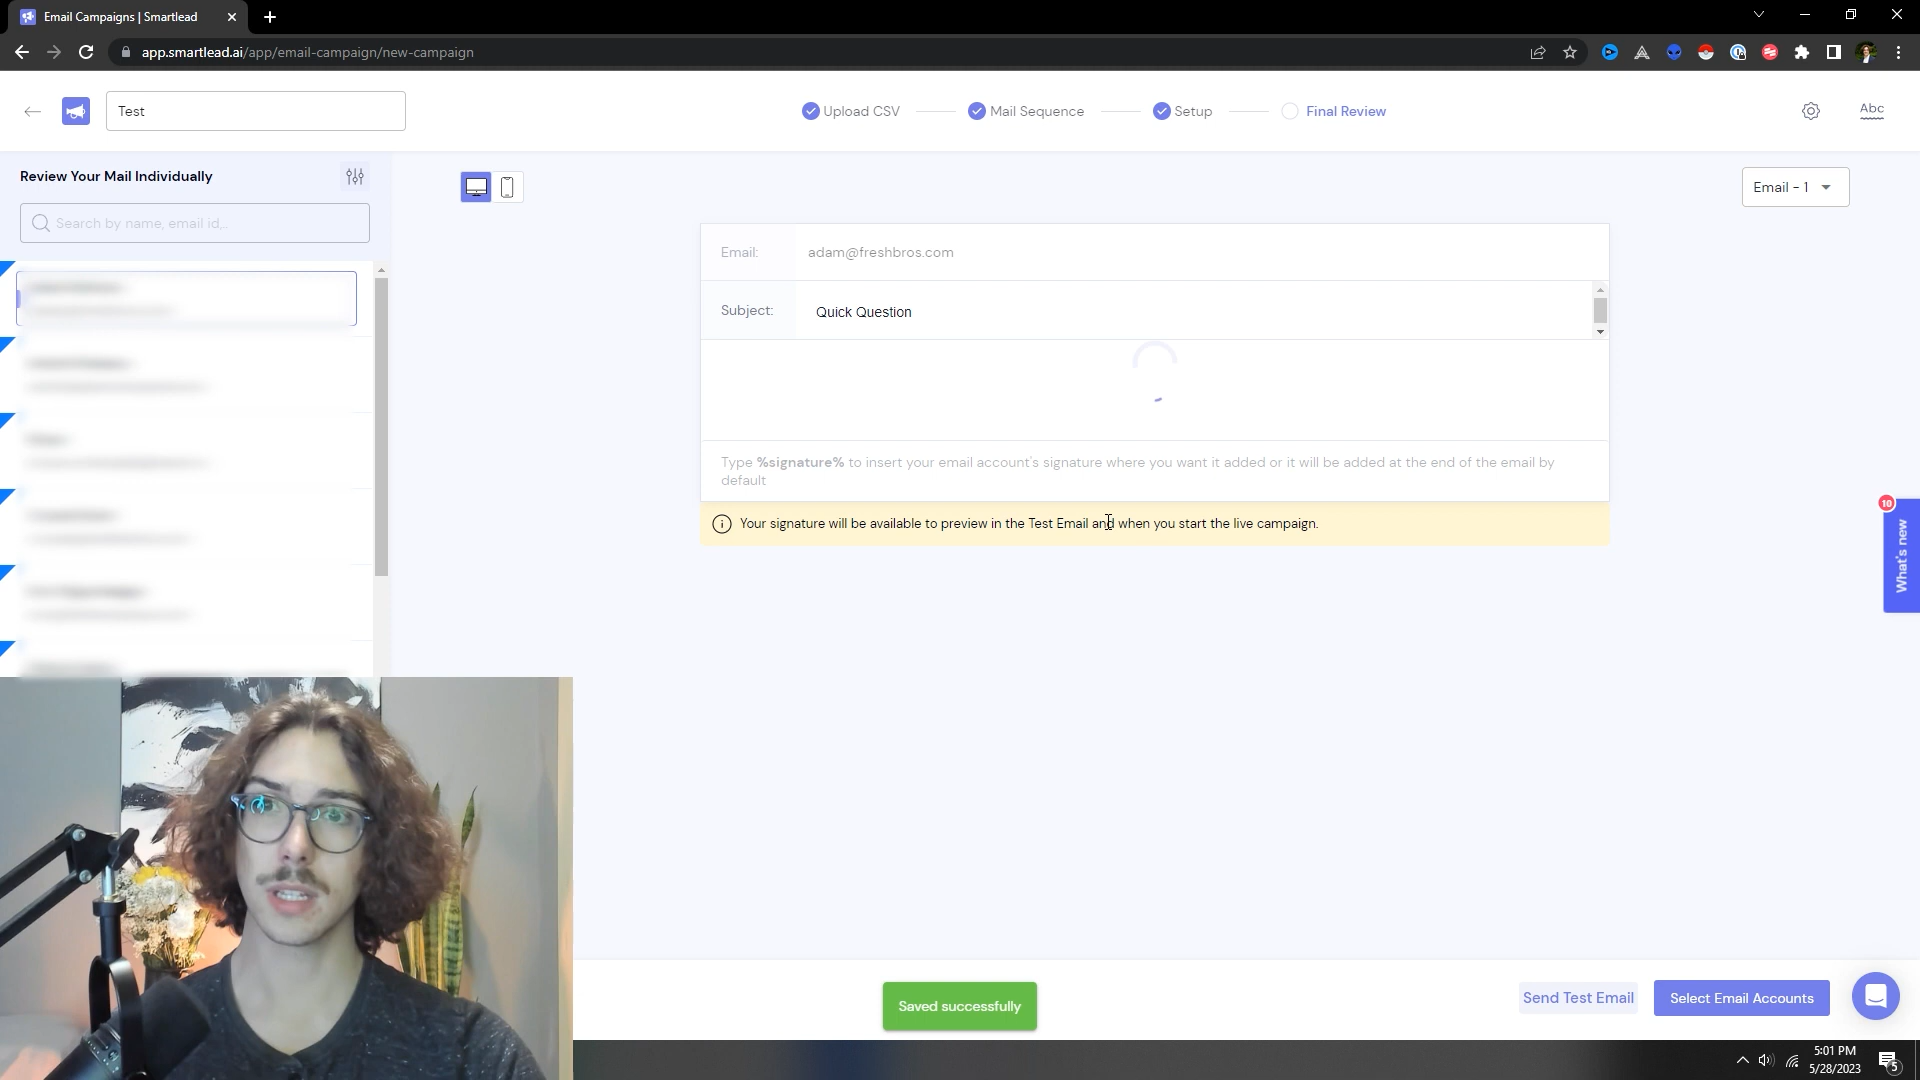 Email Campaigns | Smartlead
app.smartlead.ai/app/email-campaign/new-campaign
Test
Upload CSV
Mail Sequence
Setup
Final Review
Abc
Review Your Mail Individually
Search by name, email id,..
Email - 1
Email:
adam@freshbros.com
Subject:
Quick Question
Type %signature% to insert your email account's signature where you want it added or it will be added at the end of the email by
default
Your signature will be available to preview in the Test Email and when you start the live campaign.
10
What's new
Saved successfully
Send Test Email
Select Email Accounts
5:01 PM
5/28/2023
5